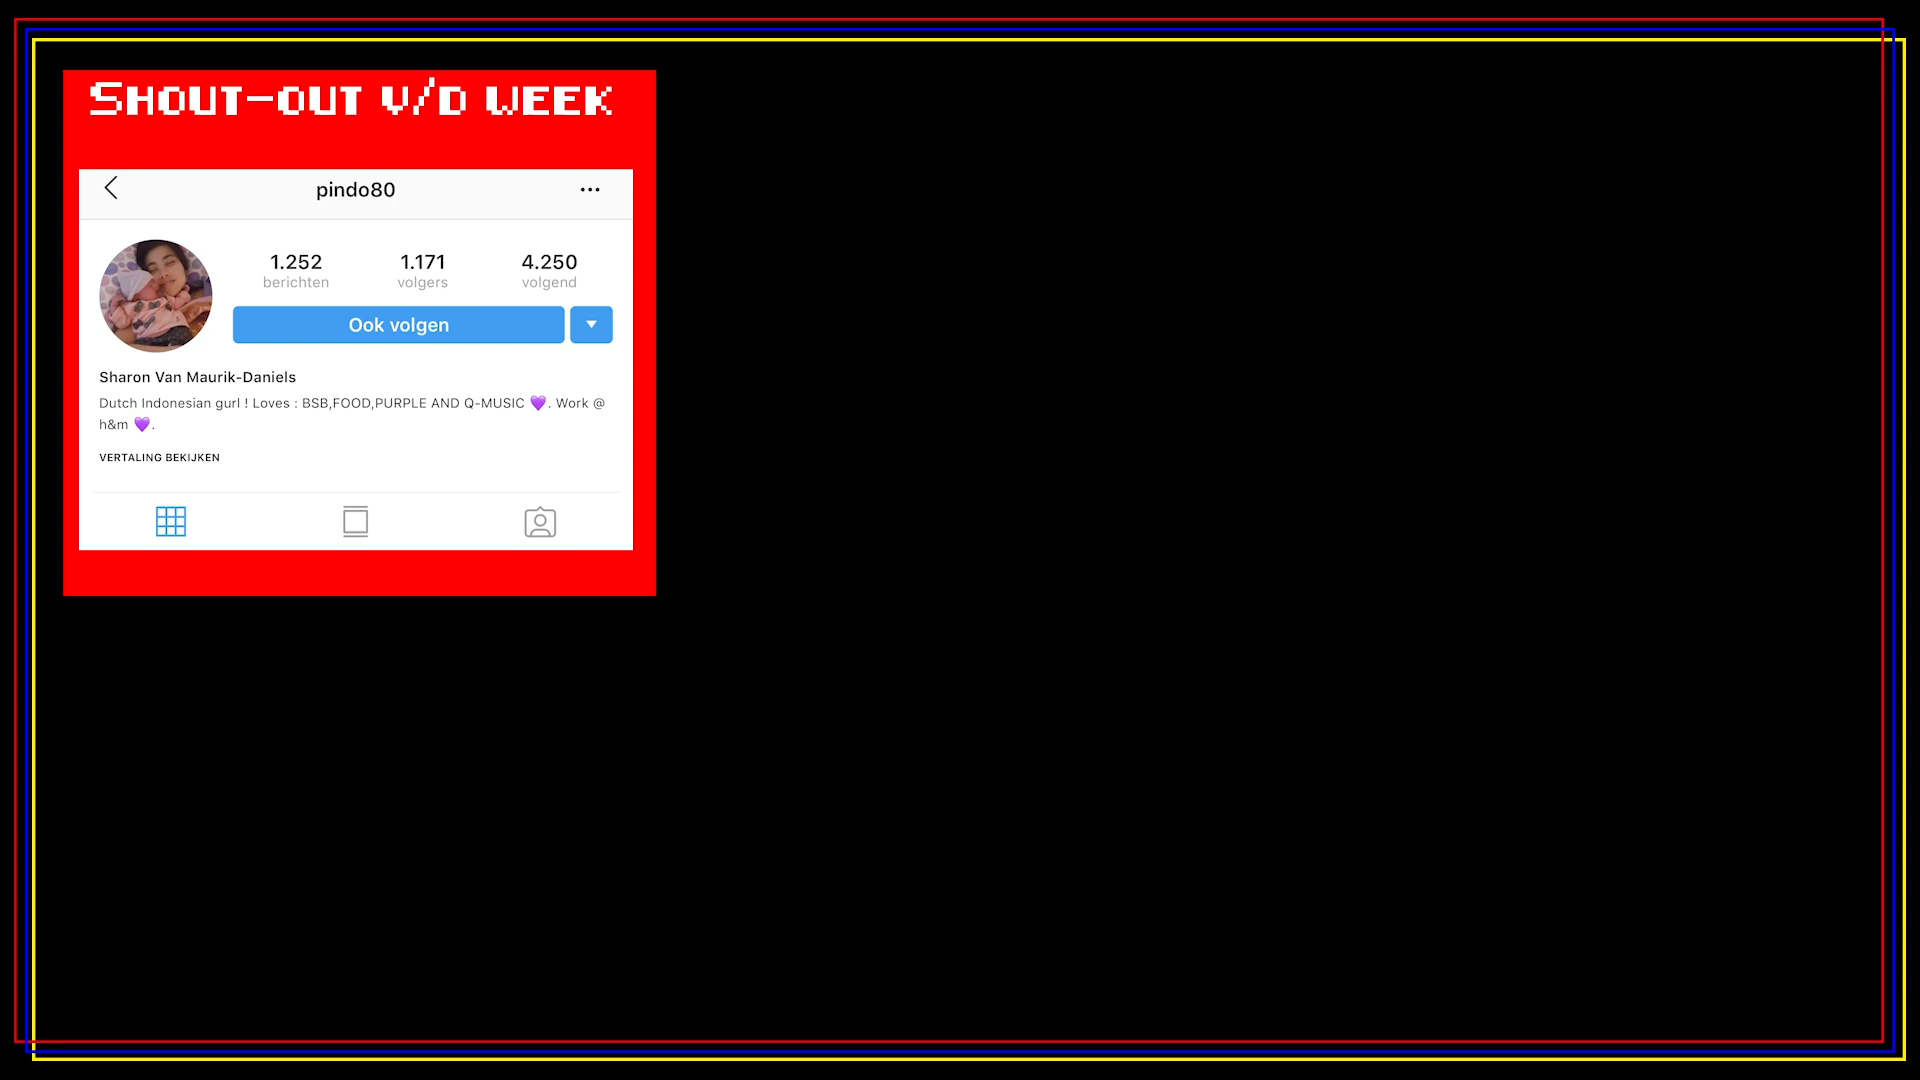 SHOUT-OUT V/D WEEK
pindo80
1.252 1.171 4.250
berichten volgers volgend
Ook volgen
Sharon Van Maurik-Daniels
Dutch Indonesian gurl ! Loves : BSB,FOOD,PURPLE AND Q-MUSIC 💜. Work @
h&m 💜.
VERTALING BEKIJKEN